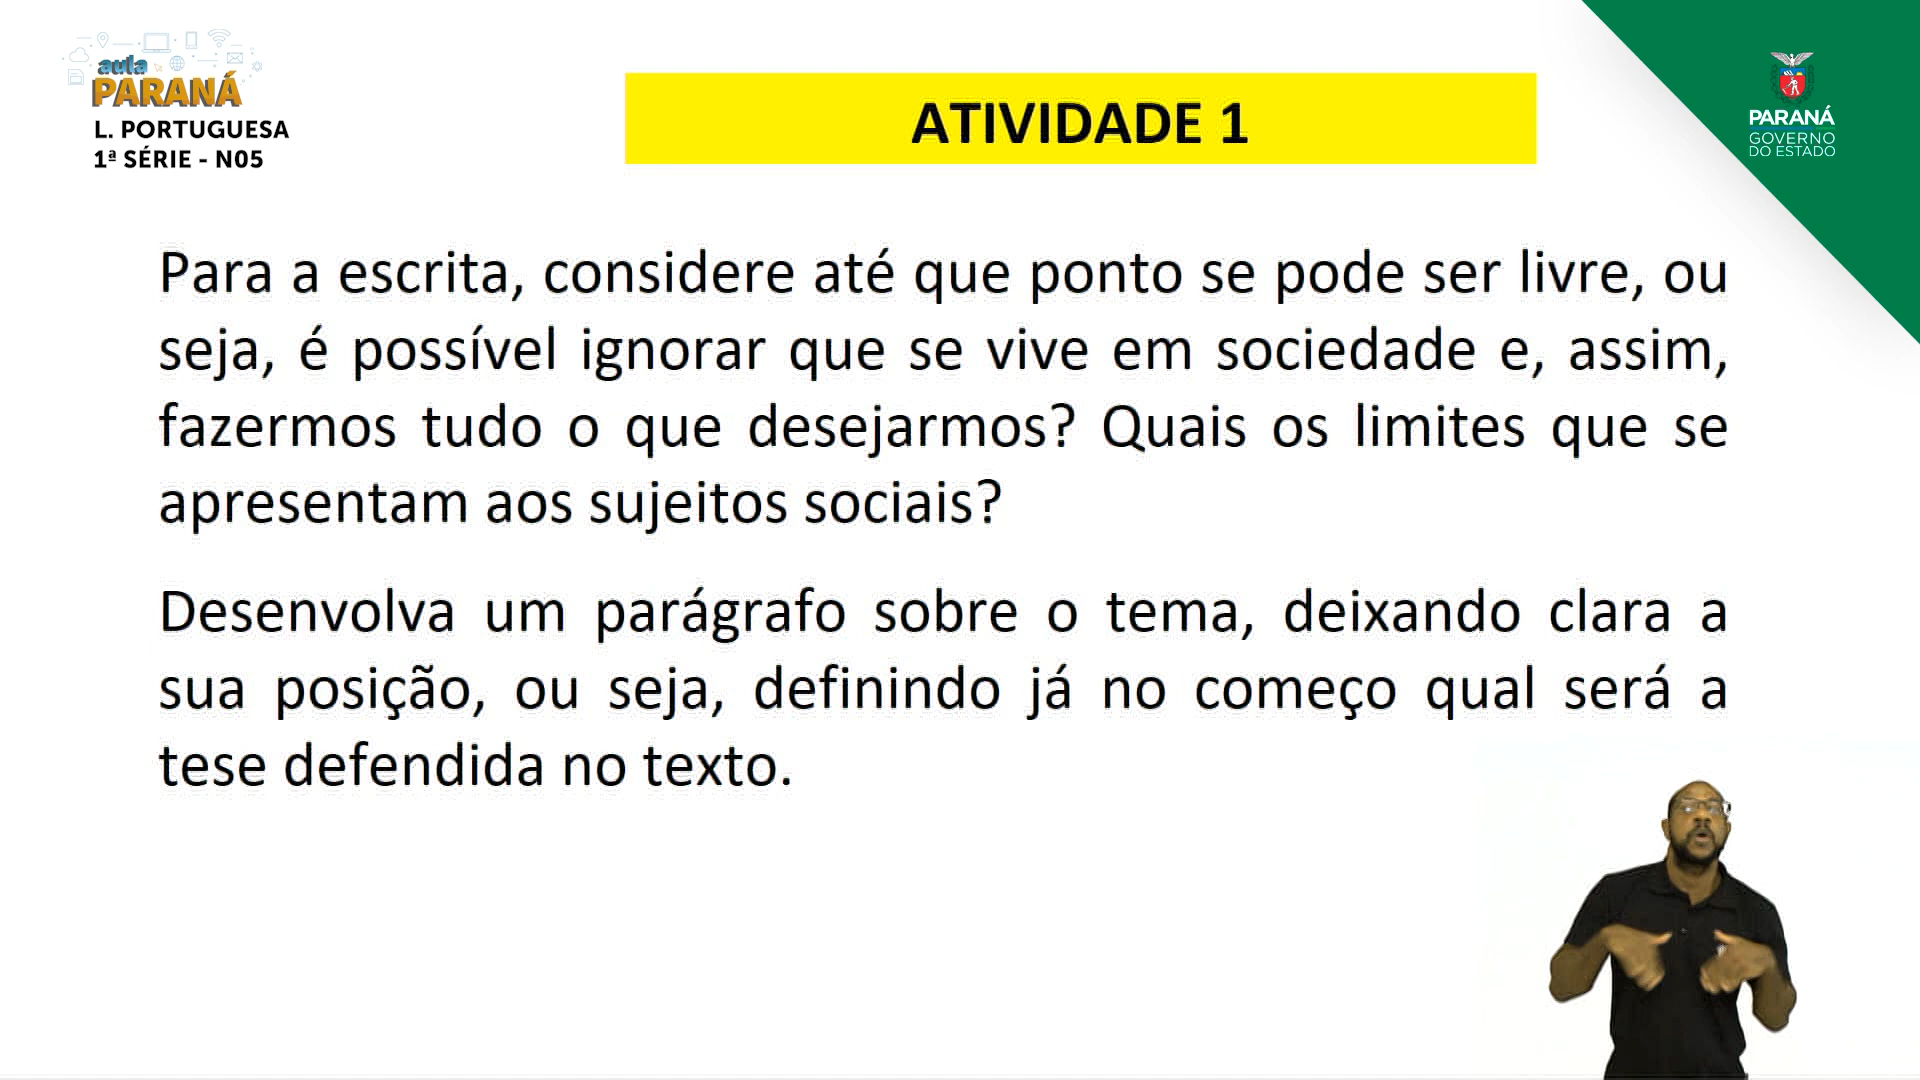 aula
PARANÁ
L. PORTUGUESA
1ª SÉRIE - N05
ATIVIDADE 1
PARANÁ
GOVERNO
DO ESTADO
Para a escrita, considere até que ponto se pode ser livre, ou
seja, é possível ignorar que se vive em sociedade e, assim,
fazermos tudo o que desejarmos? Quais os limites que se
apresentam aos sujeitos sociais?
Desenvolva um parágrafo sobre o tema, deixando clara a
sua posição, ou seja, definindo já no começo qual será a
tese defendida no texto.